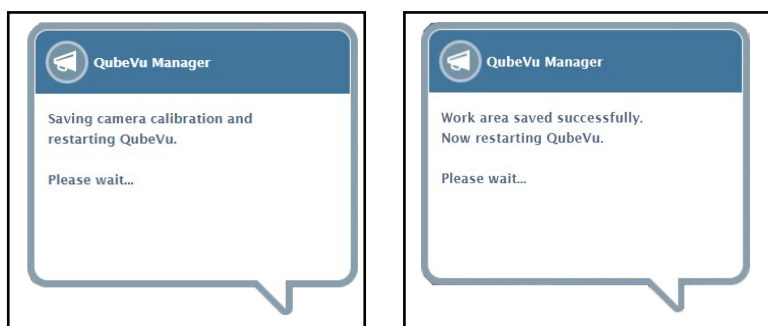 QubeVu Manager
Saving camera calibration and
restarting QubeVu.
Please wait...
QubeVu Manager
Work area saved successfully.
Now restarting QubeVu.
Please wait...